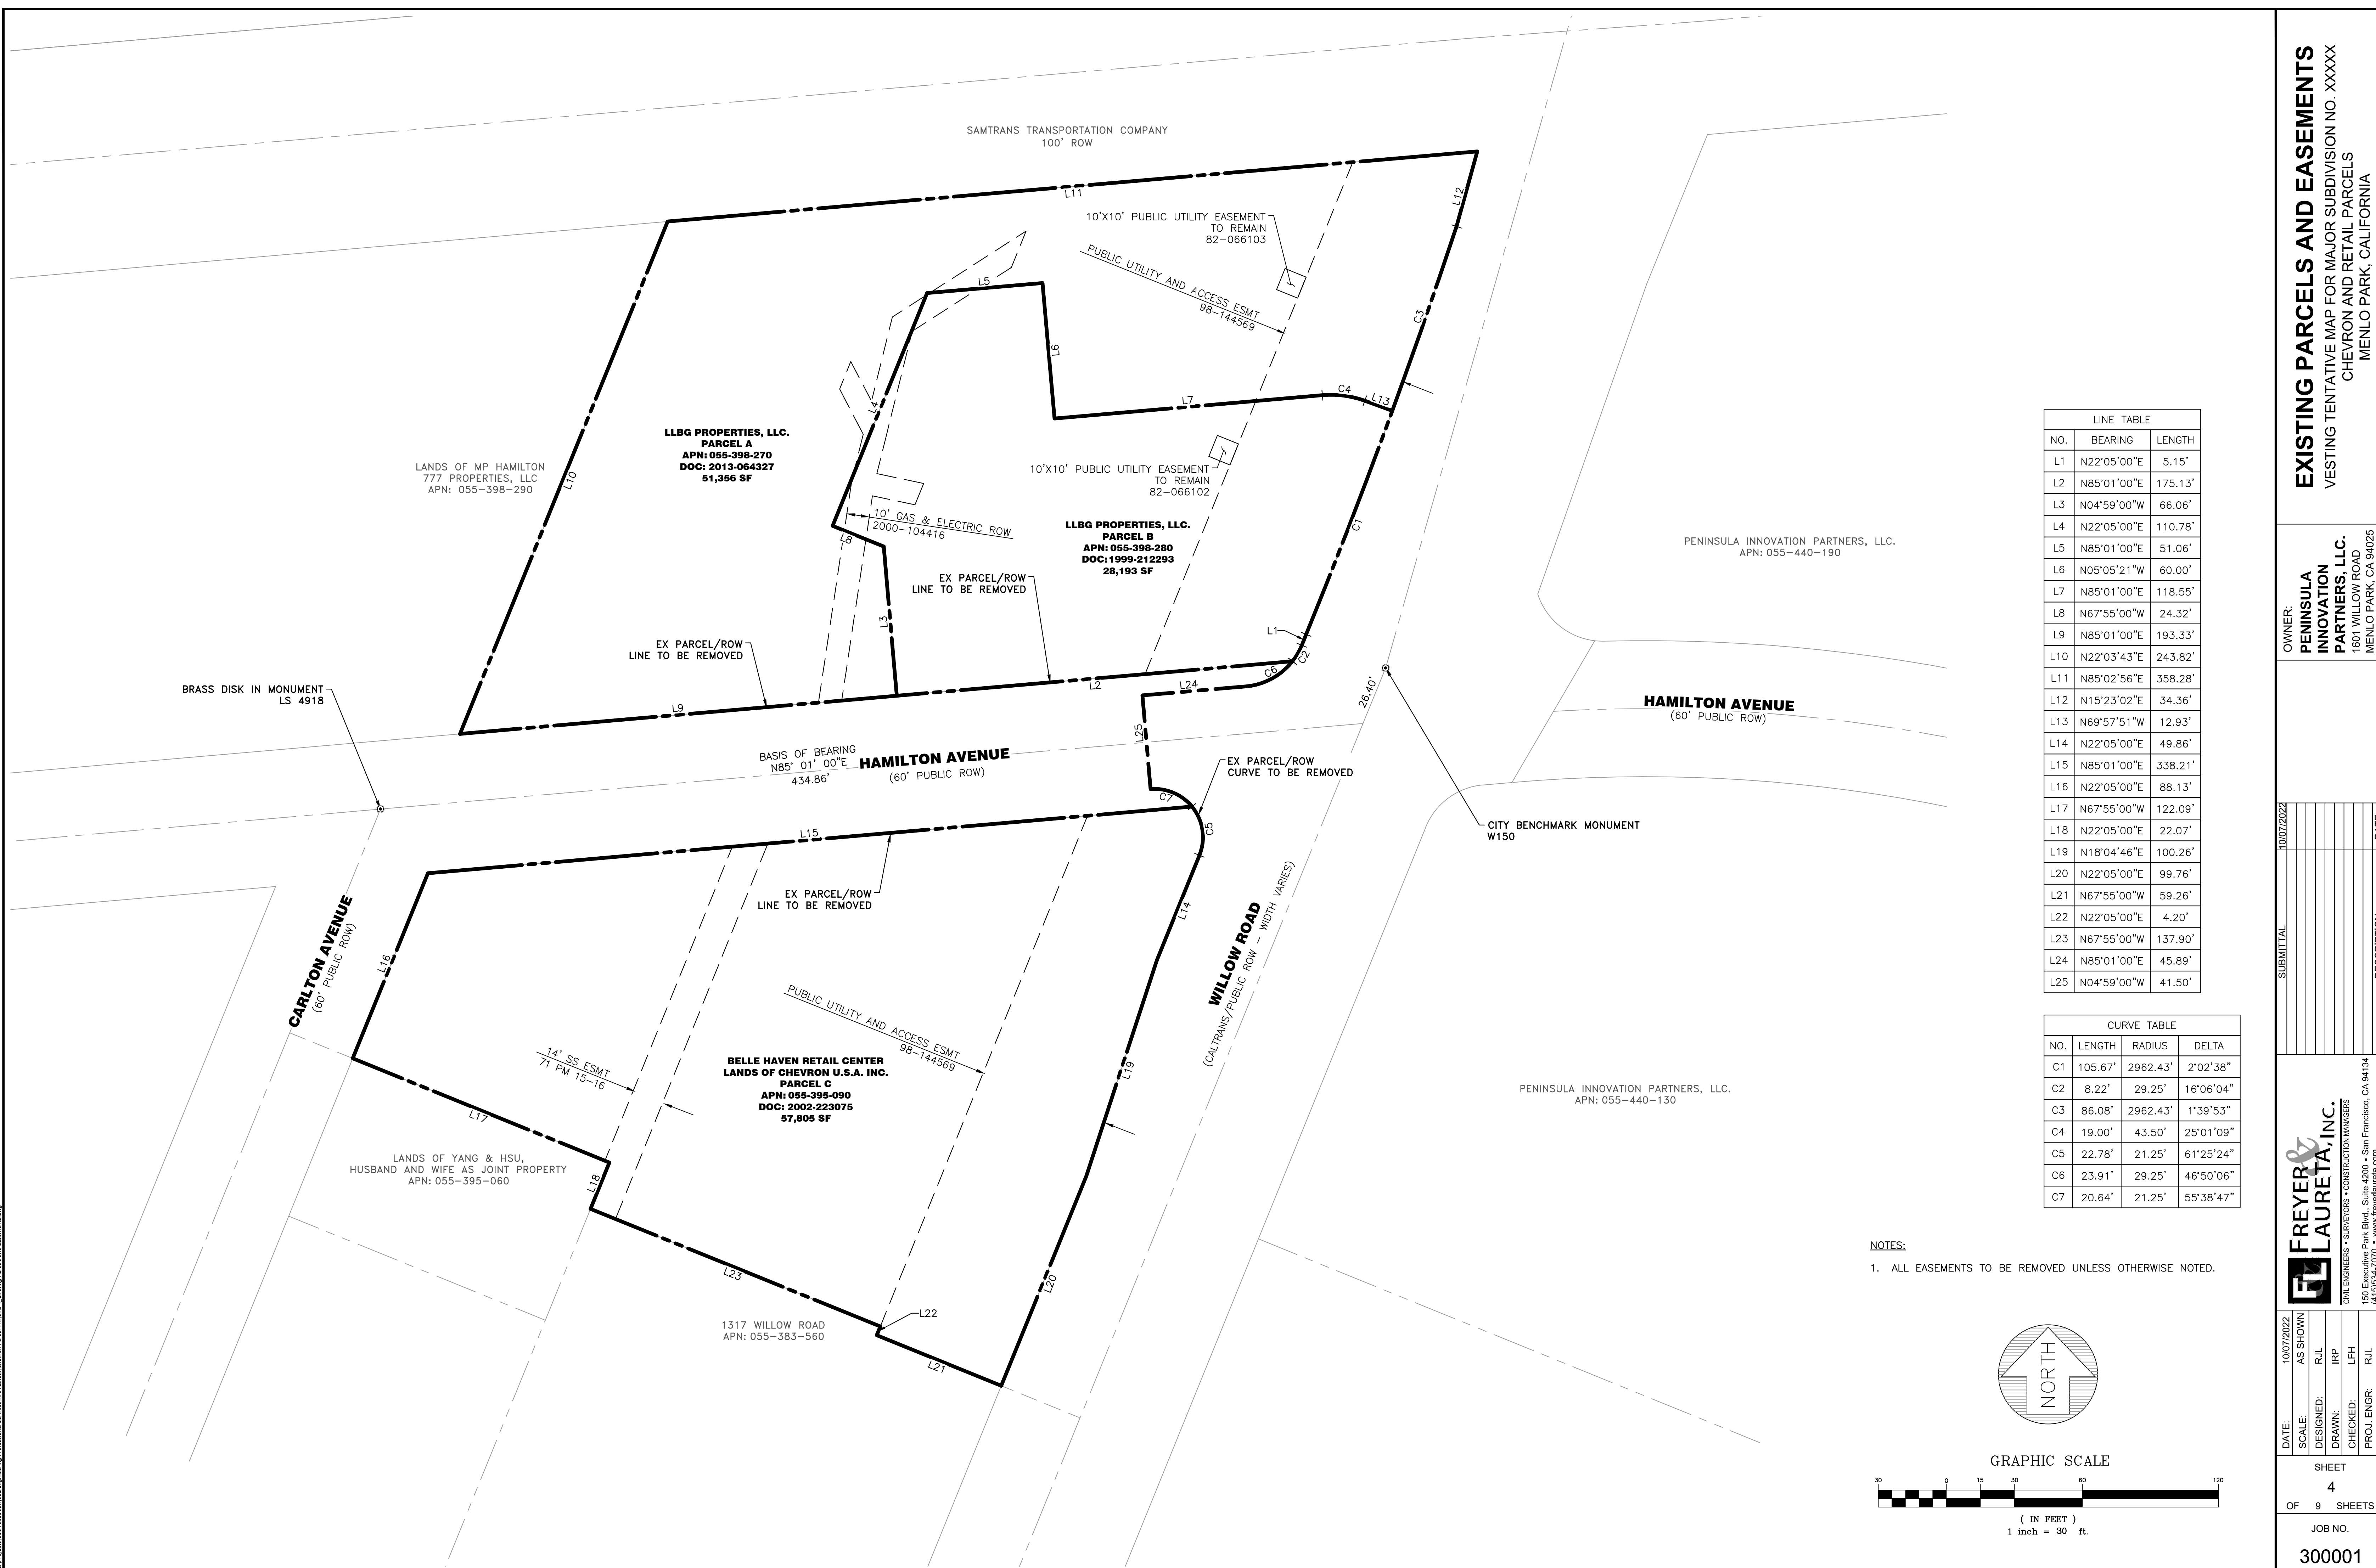 SAMTRANS TRANSPORTATION COMPANY
100' ROW
L11
L12
10'X10' PUBLIC UTILITY EASEMENT
TO REMAIN
82-066103
PUBLIC UTILITY AND ACCESS ESMT
98-144569
L5
C3
L6
L4
L7
C4
L13
LLBG PROPERTIES, LLC.
PARCEL A
APN: 055-398-270
DOC: 2013-064327
51,356 SF
LANDS OF MP HAMILTON
777 PROPERTIES, LLC
APN: 055-398-290
L10
10'X10' PUBLIC UTILITY EASEMENT
TO REMAIN
82-066102
10' GAS & ELECTRIC ROW
2000-104416
L8
LLBG PROPERTIES, LLC.
PARCEL B
APN: 055-398-280
DOC: 1999-212293
28,193 SF
C1
PENINSULA INNOVATION PARTNERS, LLC.
APN: 055-440-190
EX PARCEL/ROW
LINE TO BE REMOVED
L3
L1
C2
EX PARCEL/ROW
LINE TO BE REMOVED
C6
L2
L24
BRASS DISK IN MONUMENT
LS 4918
L9
26.40'
HAMILTON AVENUE
(60' PUBLIC ROW)
L25
BASIS OF BEARING
N85° 01' 00"E
434.86'
HAMILTON AVENUE
(60' PUBLIC ROW)
EX PARCEL/ROW
CURVE TO BE REMOVED
C7
C5
CITY BENCHMARK MONUMENT
W150
L15
EX PARCEL/ROW
LINE TO BE REMOVED
L14
CARLTON AVENUE
(60' PUBLIC ROW)
L16
WILLOW ROAD
(CALTRANS/PUBLIC ROW - WIDTH VARIES)
PUBLIC UTILITY AND ACCESS ESMT
98-144569
14' SS ESMT
71 PM 15-16
BELLE HAVEN RETAIL CENTER
LANDS OF CHEVRON U.S.A. INC.
PARCEL C
APN: 055-395-090
DOC: 2002-223075
57,805 SF
L19
PENINSULA INNOVATION PARTNERS, LLC.
APN: 055-440-130
L17
LANDS OF YANG & HSU,
HUSBAND AND WIFE AS JOINT PROPERTY
APN: 055-395-060
L18
L23
L20
L22
1317 WILLOW ROAD
APN: 055-383-560
L21
LINE TABLE
NO. BEARING LENGTH
L1 N22°05'00"E 5.15'
L2 N85°01'00"E 175.13'
L3 N04°59'00"W 66.06'
L4 N22°05'00"E 110.78'
L5 N85°01'00"E 51.06'
L6 N05°05'21"W 60.00'
L7 N85°01'00"E 118.55'
L8 N67°55'00"W 24.32'
L9 N85°01'00"E 193.33'
L10 N22°03'43"E 243.82'
L11 N85°02'56"E 358.28'
L12 N15°23'02"E 34.36'
L13 N69°57'51"W 12.93'
L14 N22°05'00"E 49.86'
L15 N85°01'00"E 338.21'
L16 N22°05'00"E 88.13'
L17 N67°55'00"W 122.09'
L18 N22°05'00"E 22.07'
L19 N18°04'46"E 100.26'
L20 N22°05'00"E 99.76'
L21 N67°55'00"W 59.26'
L22 N22°05'00"E 4.20'
L23 N67°55'00"W 137.90'
L24 N85°01'00"E 45.89'
L25 N04°59'00"W 41.50'
CURVE TABLE
NO. LENGTH RADIUS DELTA
C1 105.67' 2962.43' 2°02'38"
C2 8.22' 29.25' 16°06'04"
C3 86.08' 2962.43' 1°39'53"
C4 19.00' 43.50' 25°01'09"
C5 22.78' 21.25' 61°25'24"
C6 23.91' 29.25' 46°50'06"
C7 20.64' 21.25' 55°38'47"
NOTES:
1. ALL EASEMENTS TO BE REMOVED UNLESS OTHERWISE NOTED.
NORTH
GRAPHIC SCALE
30 0 15 30 60 120
( IN FEET )
1 inch = 30 ft.
EXISTING PARCELS AND EASEMENTS
VESTING TENTATIVE MAP FOR MAJOR SUBDIVISION NO. XXXXX
CHEVRON AND RETAIL PARCELS
MENLO PARK, CALIFORNIA
OWNER:
PENINSULA
INNOVATION
PARTNERS, LLC.
1601 WILLOW ROAD
MENLO PARK, CA 94025
SUBMITTAL 10/07/2022
FL FREYER &
LAURETA, INC.
CIVIL ENGINEERS • SURVEYORS • CONSTRUCTION MANAGERS
150 Executive Park Blvd., Suite 4200 • San Francisco, CA 94134
(415)534-7070 • www.freyerlaureta.com
DATE: 10/07/2022
SCALE: AS SHOWN
DESIGNED: RJL
DRAWN: IRP
CHECKED: LFH
PROJ. ENGR: RJL
SHEET
4
OF 9 SHEETS
JOB NO.
300001